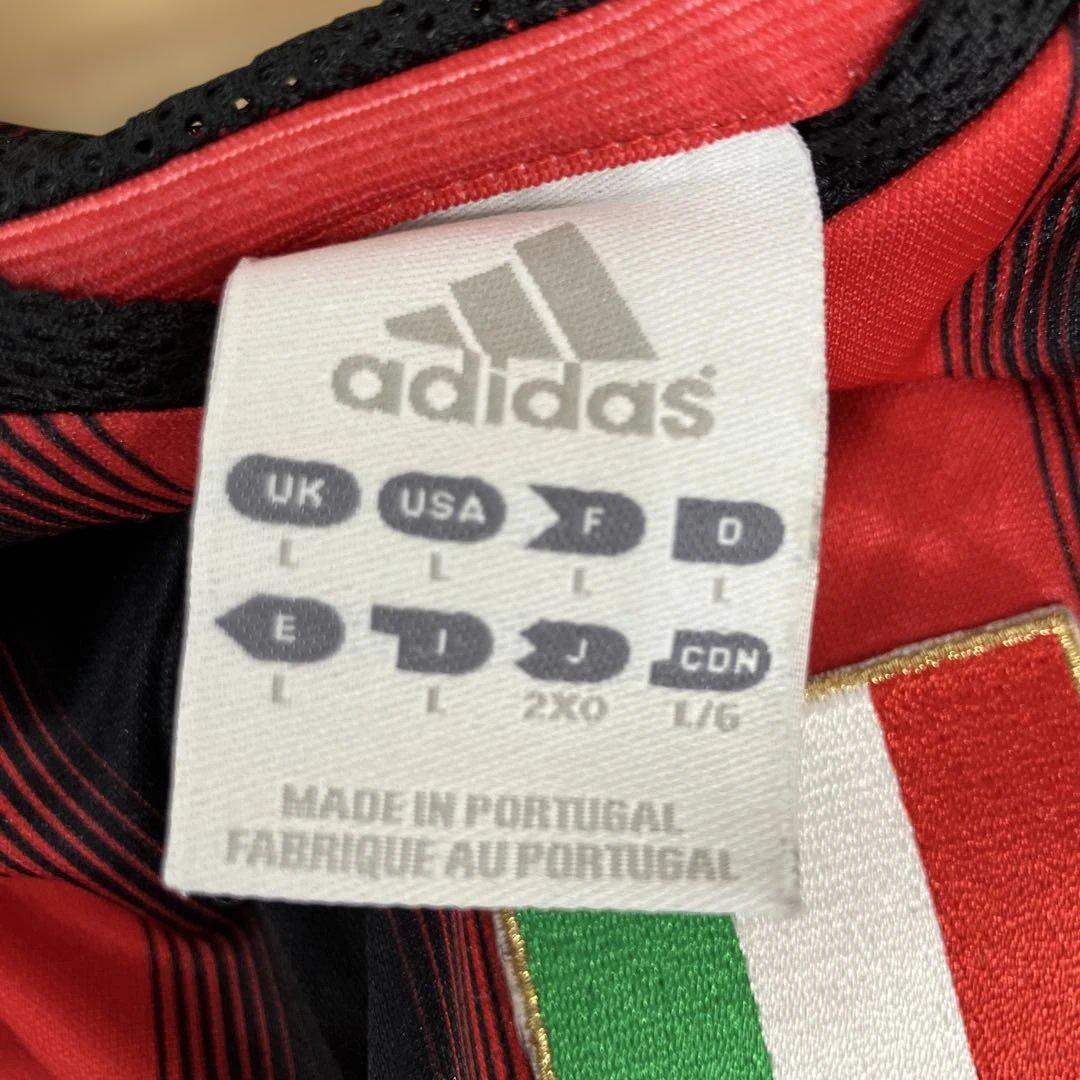 adidas
UK USA F D
L L L L
E I J CDN
L L 2XO L/G
MADE IN PORTUGAL
FABRIQUE AU PORTUGAL